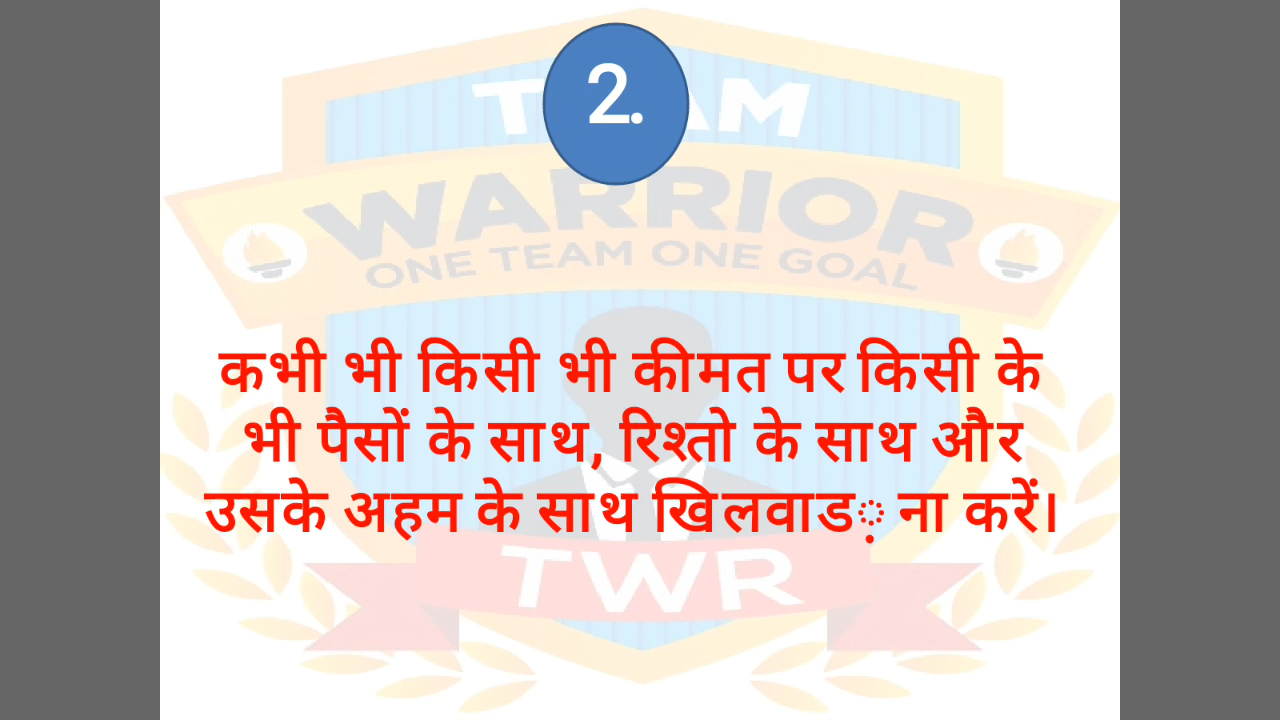 2.
TEAM
WARRIOR
ONE TEAM ONE GOAL
कभी भी किसी भी कीमत पर किसी के
भी पैसों के साथ, रिश्तो के साथ और
उसके अहम के साथ खिलवाड़ ना करें।
TWR